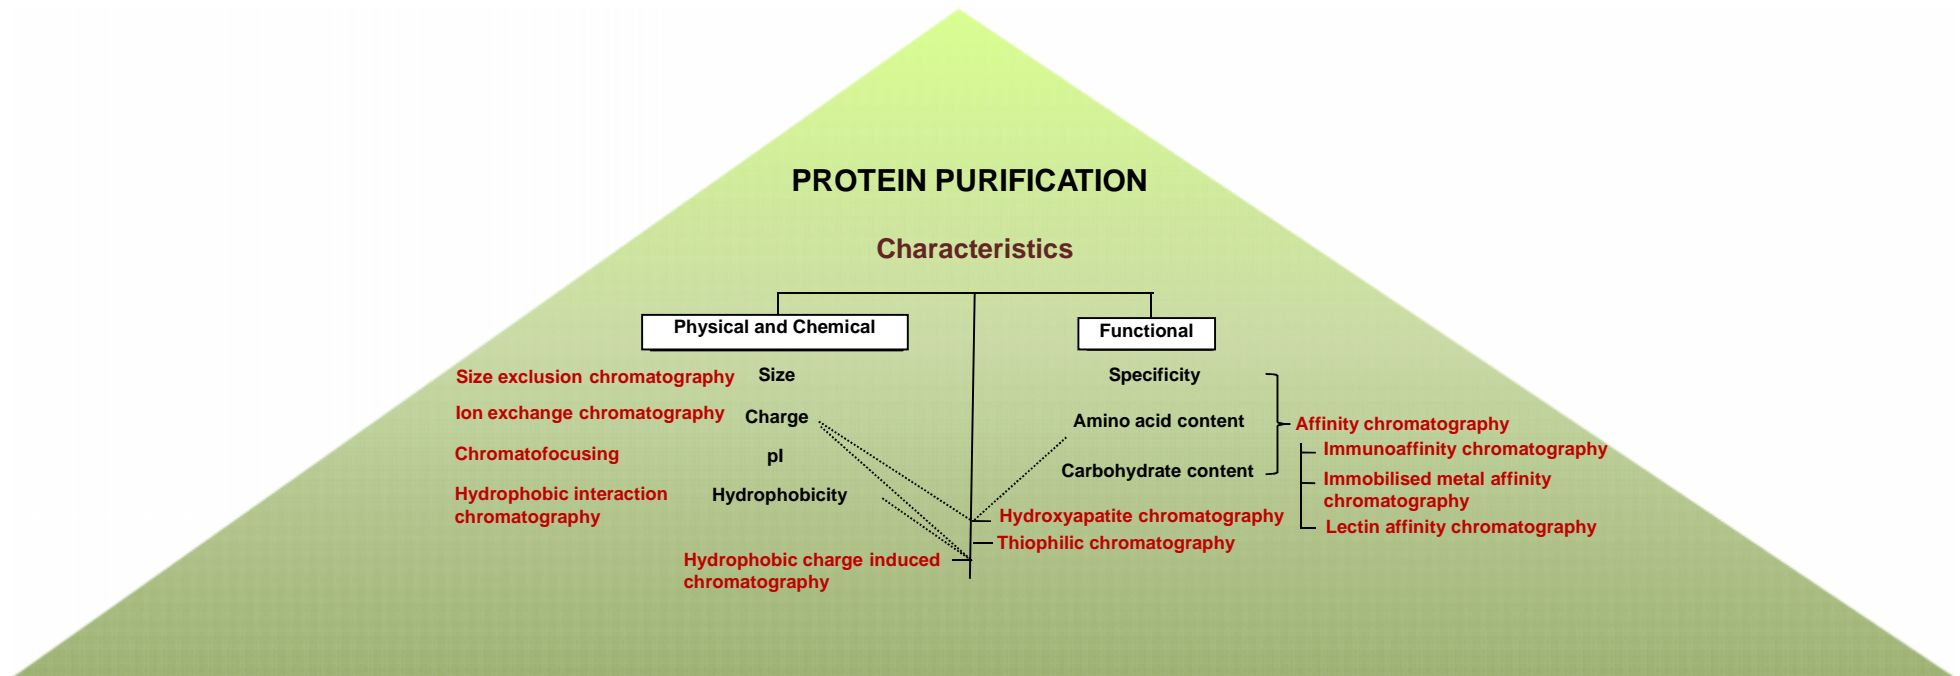 PROTEIN PURIFICATION
Characteristics
Physical and Chemical
Functional
Size exclusion chromatography
Size
Specificity
Ion exchange chromatography
Charge
Amino acid content
Affinity chromatography
Immunoaffinity chromatography
Chromatofocusing
pI
Carbohydrate content
Immobilised metal affinity
chromatography
Hydrophobic interaction
chromatography
Hydrophobicity
Hydroxyapatite chromatography
Lectin affinity chromatography
Thiophilic chromatography
Hydrophobic charge induced
chromatography